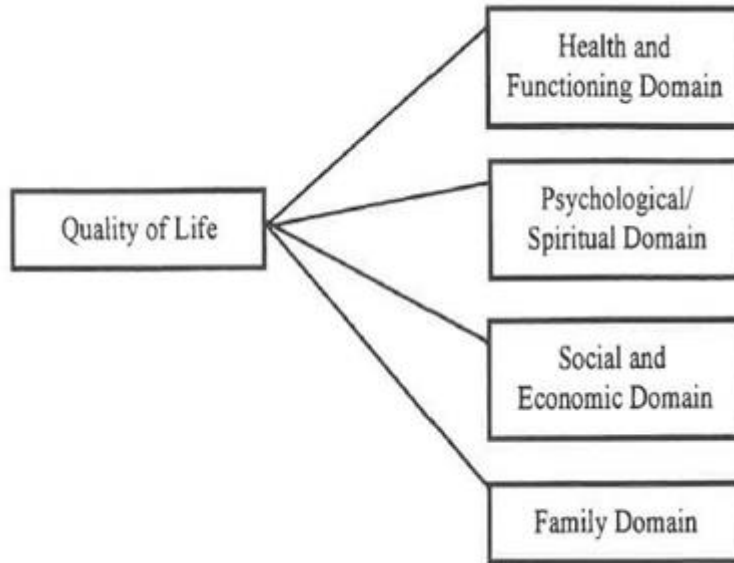 Health and
Functioning Domain
Psychological/
Spiritual Domain
Quality of Life
Social and
Economic Domain
Family Domain